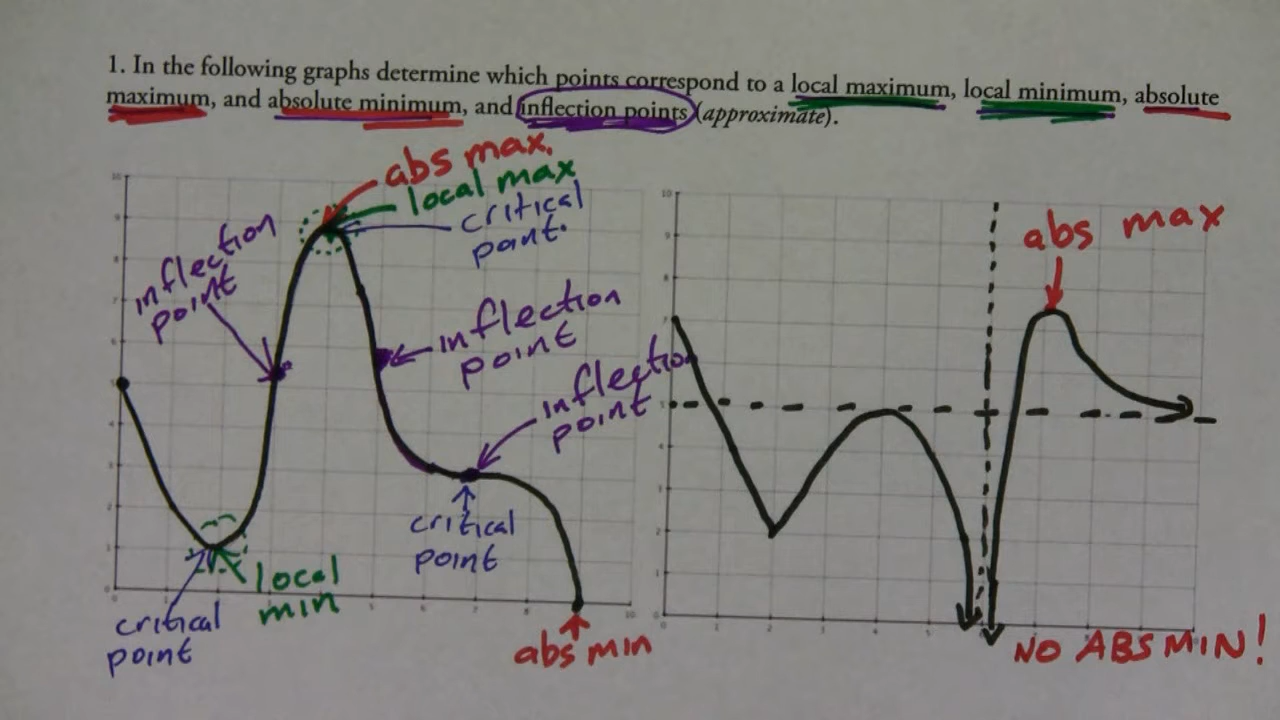 1. In the following graphs determine which points correspond to a local maximum, local minimum, absolute
maximum, and absolute minimum, and inflection points (approximate).
abs max.
local max
critical
point.
inflection
point
inflection
point
inflection
point
critical
point
local
min
critical
point
abs min
abs max
NO ABS MIN!